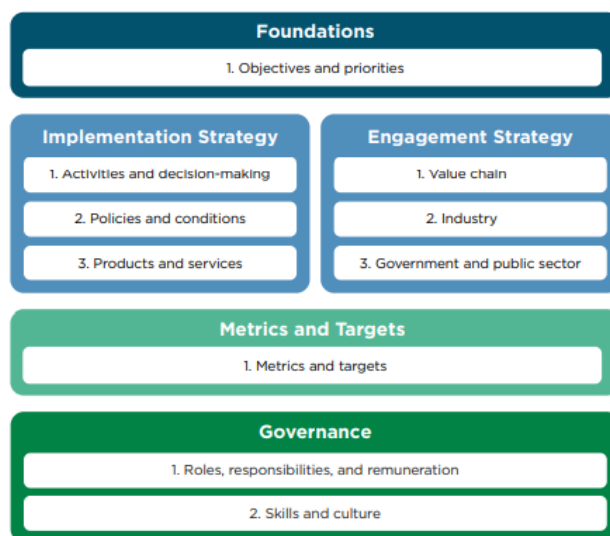 Foundations
1. Objectives and priorities
Implementation Strategy
1. Activities and decision-making
2. Policies and conditions
3. Products and services
Engagement Strategy
1. Value chain
2. Industry
3. Government and public sector
Metrics and Targets
1. Metrics and targets
Governance
1. Roles, responsibilities, and remuneration
2. Skills and culture